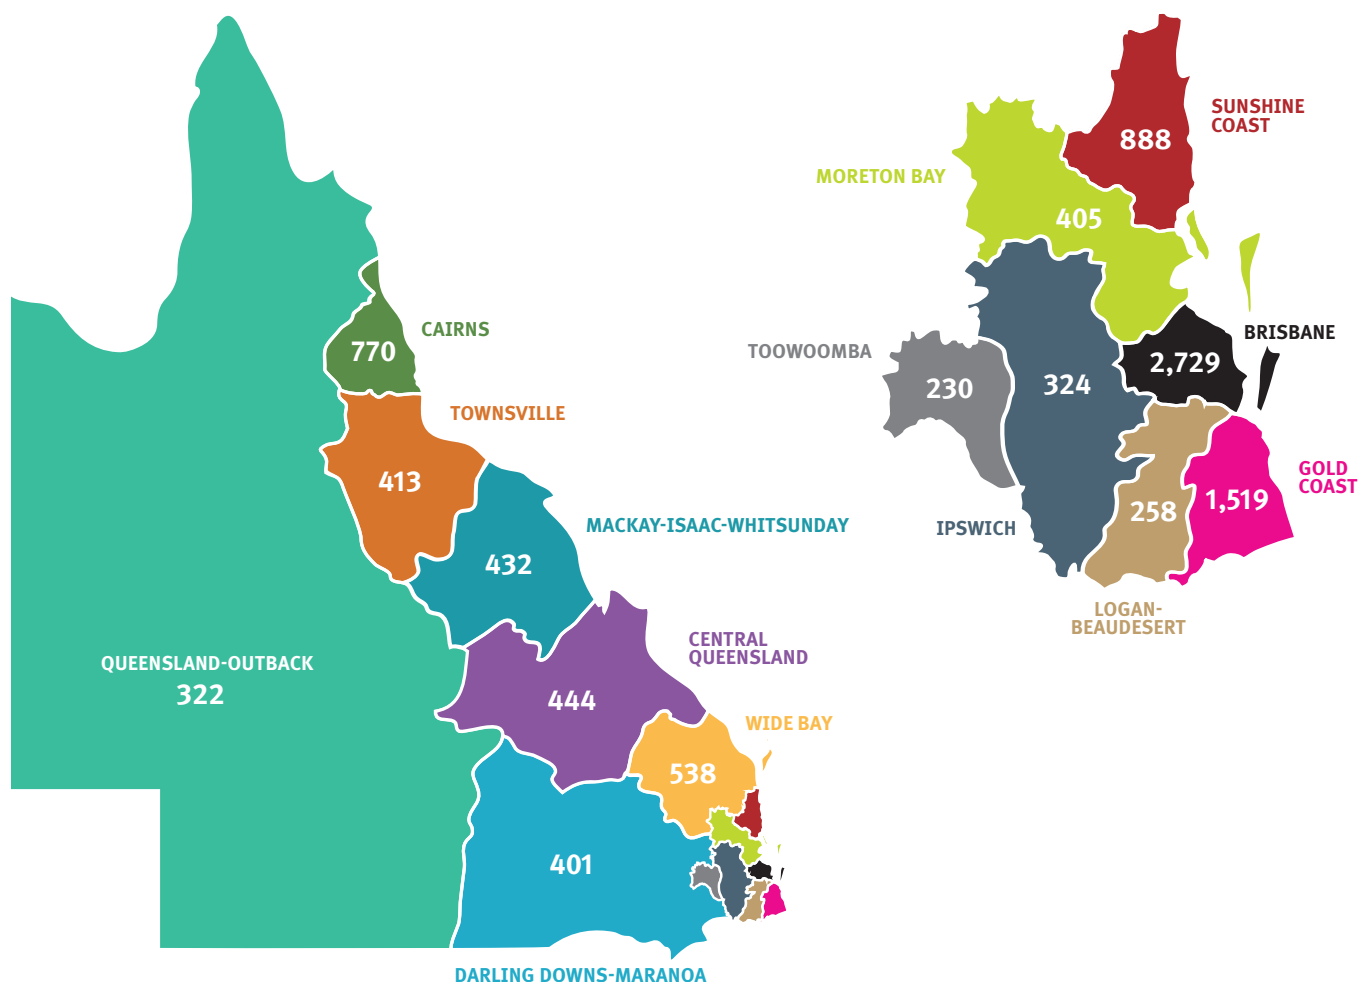 SUNSHINE
COAST
888
MORETON BAY
405
CAIRNS
770
BRISBANE
2,729
TOOWOOMBA
230
324
TOWNSVILLE
413
GOLD
COAST
1,519
258
IPSWICH
MACKAY-ISAAC-WHITSUNDAY
432
LOGAN-
BEAUDESERT
CENTRAL
QUEENSLAND
444
QUEENSLAND-OUTBACK
322
WIDE BAY
538
401
DARLING DOWNS-MARANOA